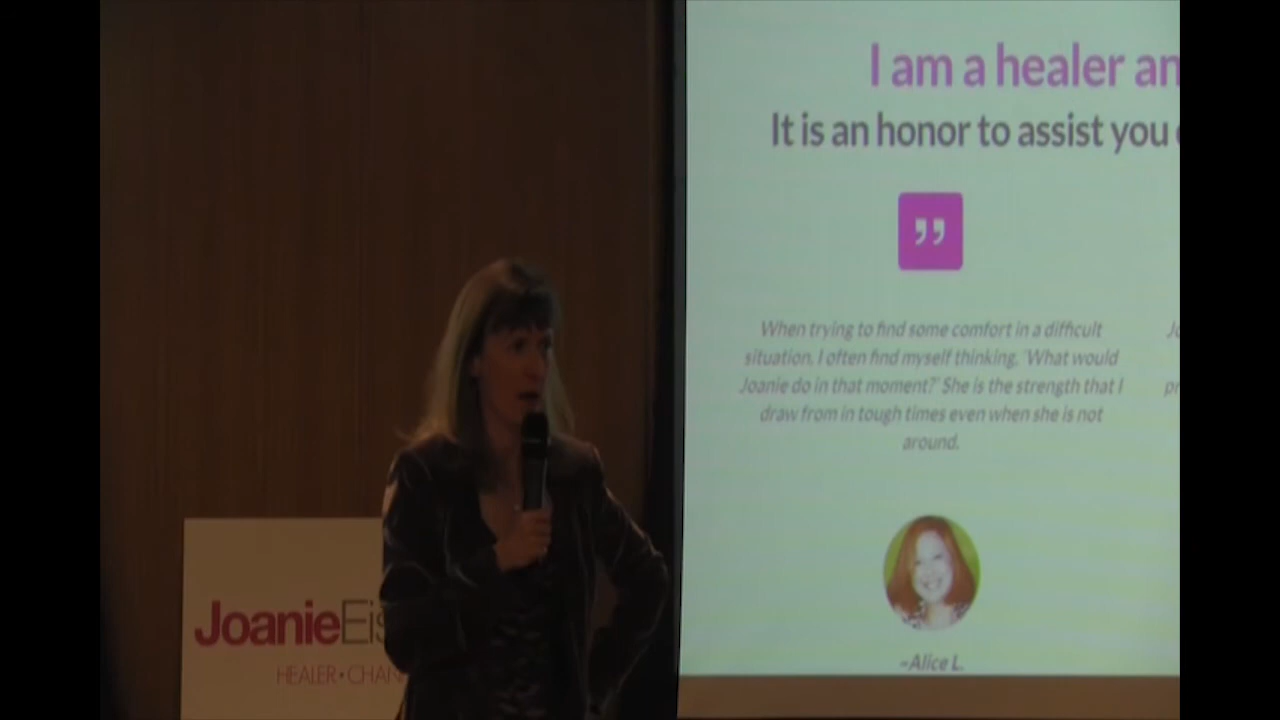 I am a healer an
It is an honor to assist you
”
When trying to find some comfort in a difficult
situation, I often find myself thinking, 'What would
Joanie do in that moment?' She is the strength that I
draw from in tough times even when she is not
around.
~Alice L.
JoanieEis
HEALER•CHAN